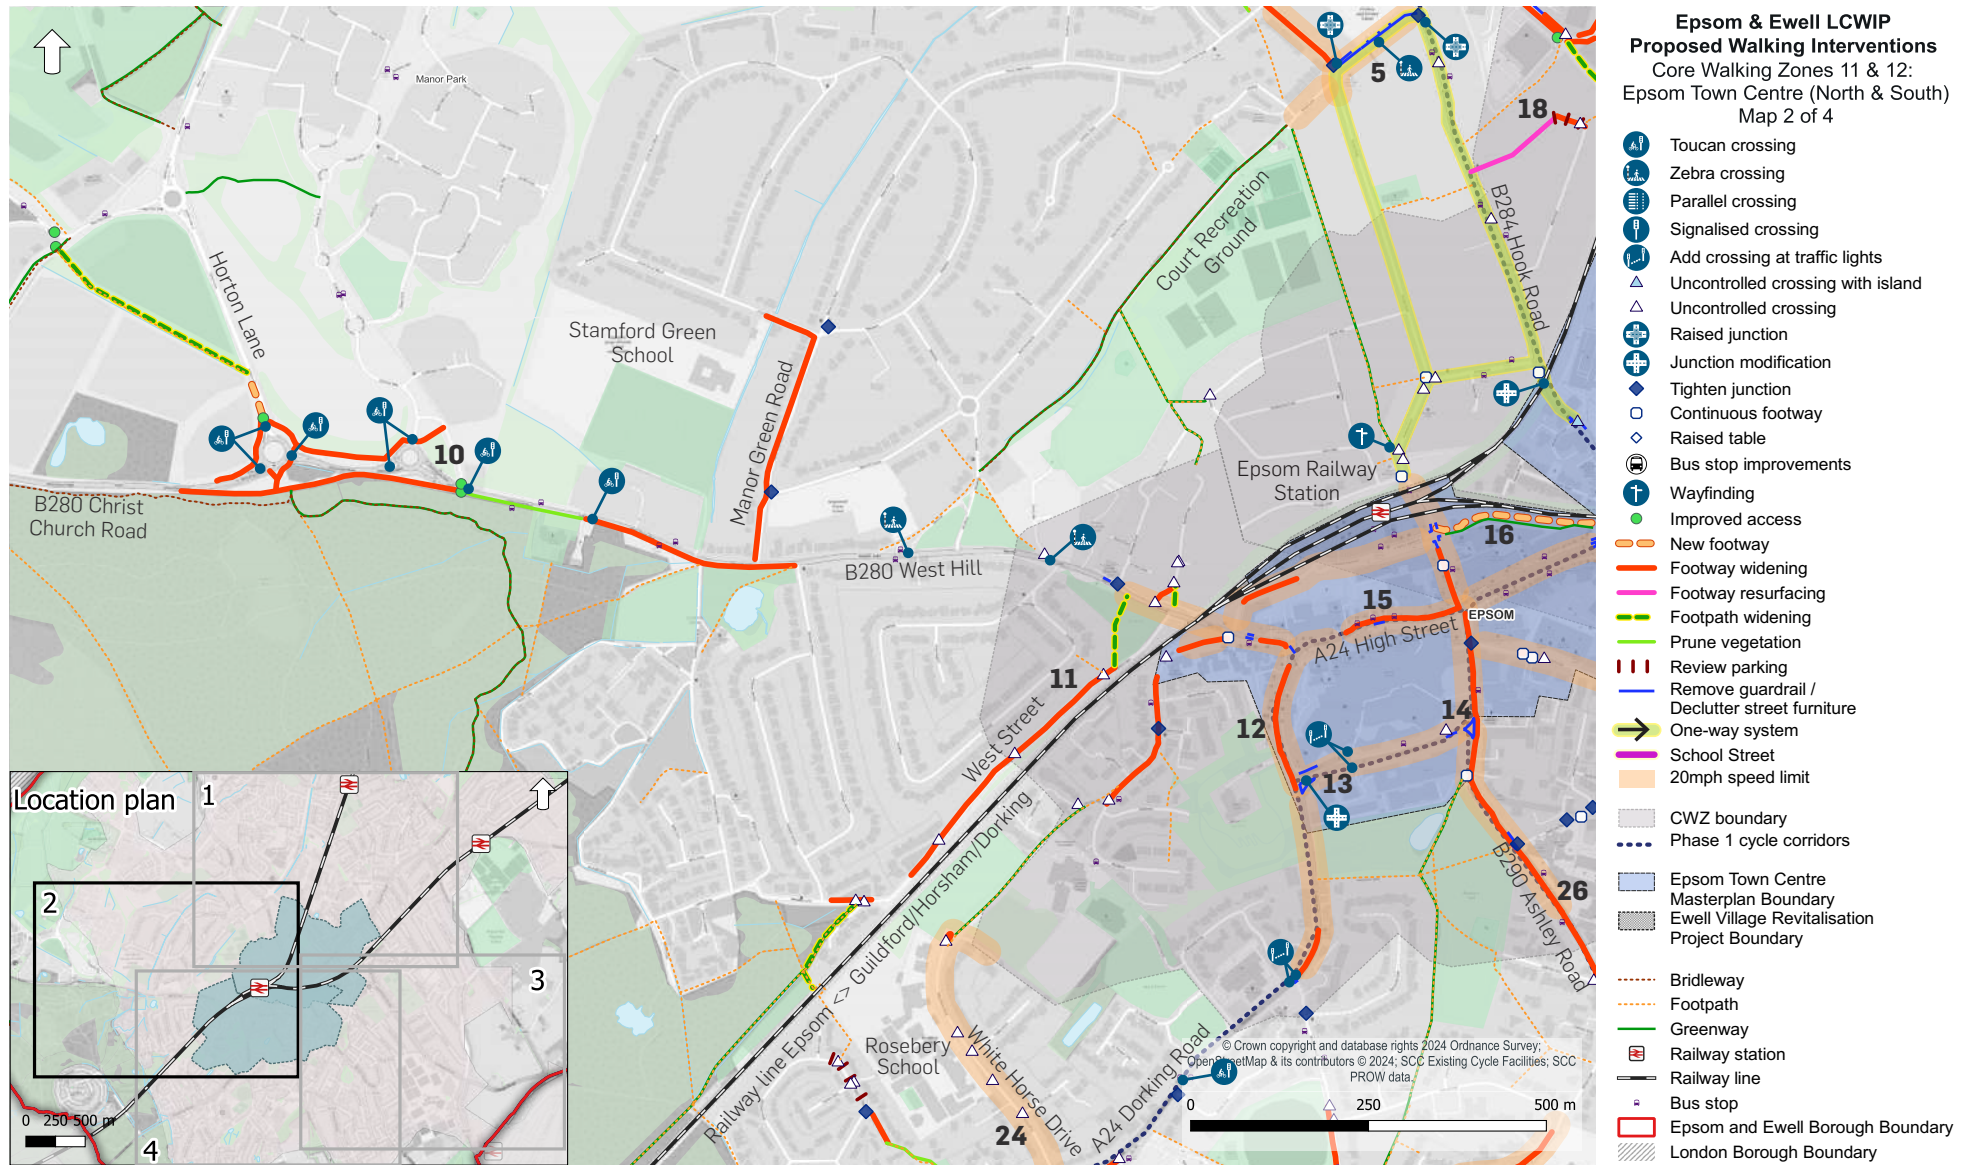 Epsom & Ewell LCWIP
Proposed Walking Interventions
Core Walking Zones 11 & 12:
Epsom Town Centre (North & South)
Map 2 of 4
Toucan crossing
Zebra crossing
Parallel crossing
Signalised crossing
Add crossing at traffic lights
Uncontrolled crossing with island
Uncontrolled crossing
Raised junction
Junction modification
Tighten junction
Continuous footway
Raised table
Bus stop improvements
Wayfinding
Improved access
New footway
Footway widening
Footway resurfacing
Footpath widening
Prune vegetation
Review parking
Remove guardrail /
Declutter street furniture
One-way system
School Street
20mph speed limit
CWZ boundary
Phase 1 cycle corridors
Epsom Town Centre
Masterplan Boundary
Ewell Village Revitalisation
Project Boundary
Bridleway
Footpath
Greenway
Railway station
Railway line
Bus stop
Epsom and Ewell Borough Boundary
London Borough Boundary
Manor Park
5
18
Court Recreation
Ground
B284 Hook Road
Horton Lane
Stamford Green
School
Manor Green Road
10
B280 Christ
Church Road
Epsom Railway
Station
16
B280 West Hill
15
EPSOM
A24 High Street
11
West Street
12
14
13
B290 Ashley Road
26
Railway line Epsom <> Guildford/Horsham/Dorking
Rosebery
School
White Horse Drive
24
A24 Dorking Road
© Crown copyright and database rights 2024 Ordnance Survey;
OpenStreetMap & its contributors © 2024; SCC Existing Cycle Facilities; SCC
PROW data.
0 250 500 m
Location plan
1
2
3
4
0 250 500 m